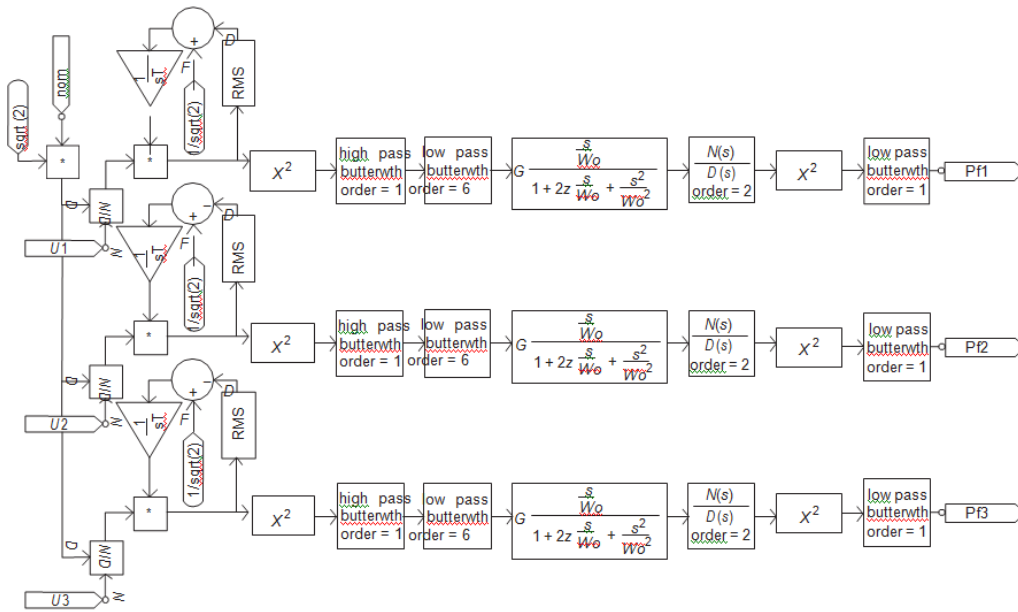 sqrt (2)
nom
*
N/D
D
N
U1
1
sT
*
+
D
F
1/sqrt(2)
RMS
X²
high pass
butterwth
order = 1
low pass
butterwth
order = 6
G
s
Wo
1 + 2z s/Wo + s²/Wo²
N(s)
D(s)
order = 2
X²
low pass
butterwth
order = 1
Pf1
N/D
D
N
U2
1
sT
*
+
−
D
F
1/sqrt(2)
RMS
X²
high pass
butterwth
order = 1
low pass
butterwth
order = 6
G
s
Wo
1 + 2z s/Wo + s²/Wo²
N(s)
D(s)
order = 2
X²
low pass
butterwth
order = 1
Pf2
N/D
D
N
U3
1
sT
*
+
−
D
F
1/sqrt(2)
RMS
X²
high pass
butterwth
order = 1
low pass
butterwth
order = 6
G
s
Wo
1 + 2z s/Wo + s²/Wo²
N(s)
D(s)
order = 2
X²
low pass
butterwth
order = 1
Pf3